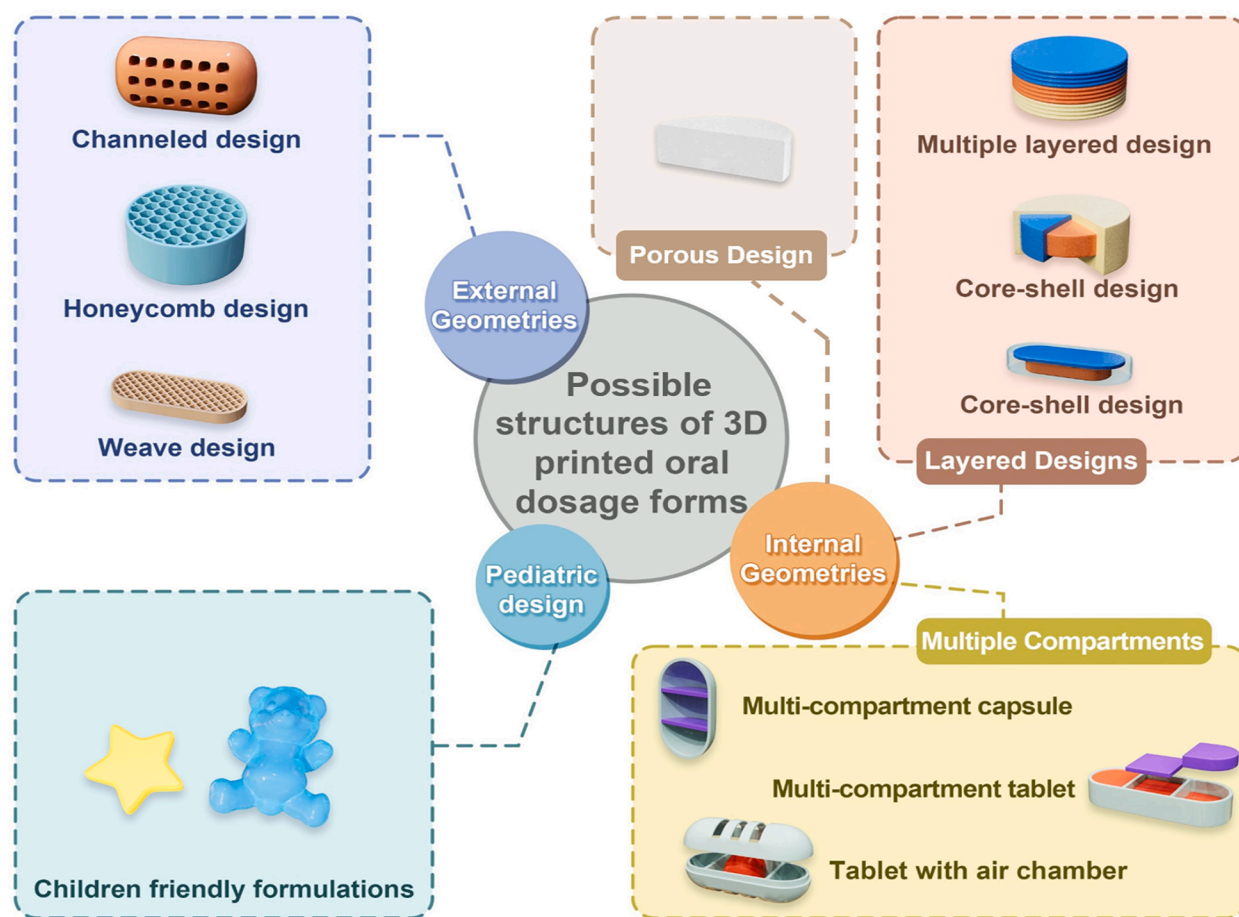 Channeled design
Honeycomb design
Weave design
External
Geometries
Porous Design
Multiple layered design
Core-shell design
Core-shell design
Layered Designs
Possible
structures of 3D
printed oral
dosage forms
Internal
Geometries
Pediatric
design
Children friendly formulations
Multiple Compartments
Multi-compartment capsule
Multi-compartment tablet
Tablet with air chamber